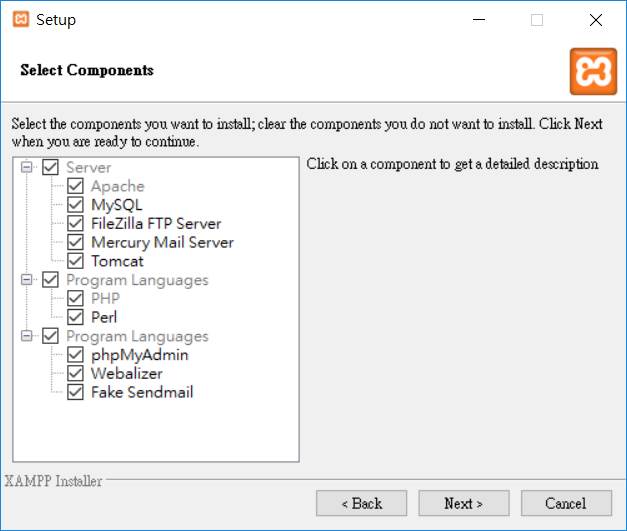 Setup
Select Components
Select the components you want to install; clear the components you do not want to install. Click Next
when you are ready to continue.
Server
Apache
MySQL
FileZilla FTP Server
Mercury Mail Server
Tomcat
Program Languages
PHP
Perl
Program Languages
phpMyAdmin
Webalizer
Fake Sendmail
Click on a component to get a detailed description
XAMPP Installer
< Back
Next >
Cancel